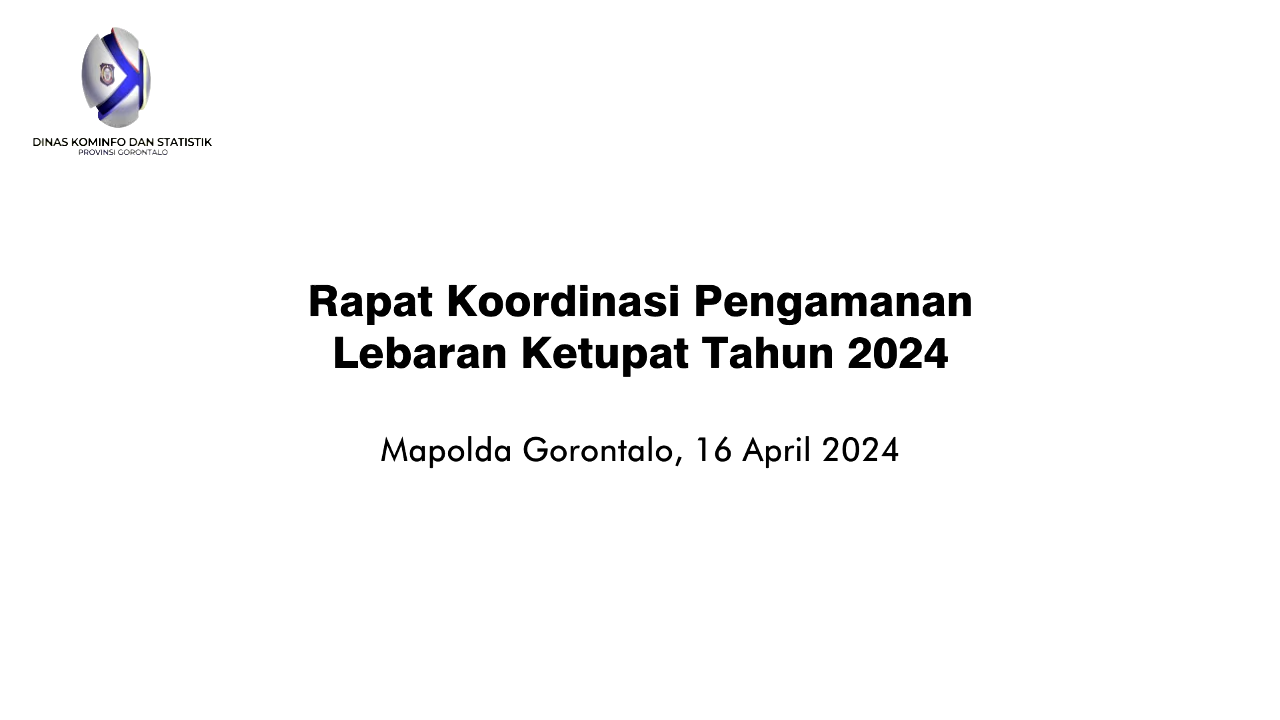 DINAS KOMINFO DAN STATISTIK
PROVINSI GORONTALO
Rapat Koordinasi Pengamanan
Lebaran Ketupat Tahun 2024
Mapolda Gorontalo, 16 April 2024